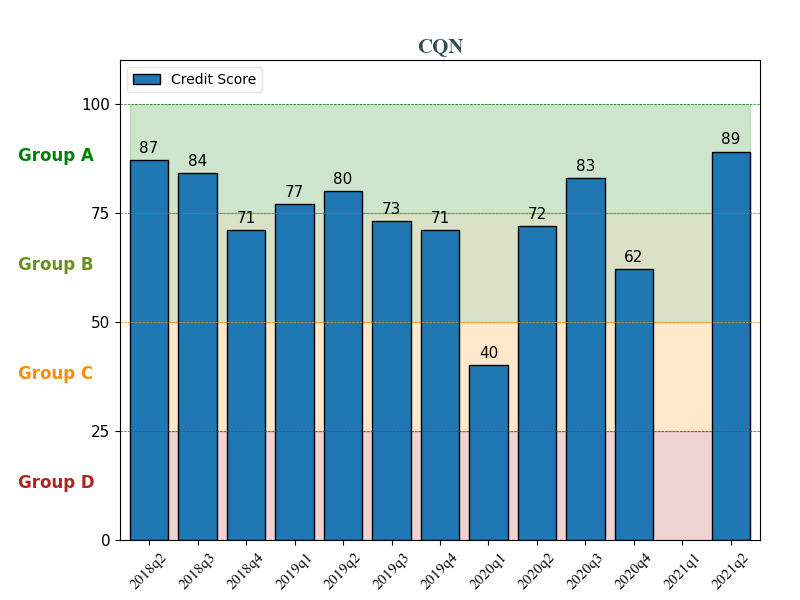 CQN
Credit Score
100
75
50
25
0
Group A
Group B
Group C
Group D
87
84
71
77
80
73
71
40
72
83
62
89
2018q2
2018q3
2018q4
2019q1
2019q2
2019q3
2019q4
2020q1
2020q2
2020q3
2020q4
2021q1
2021q2